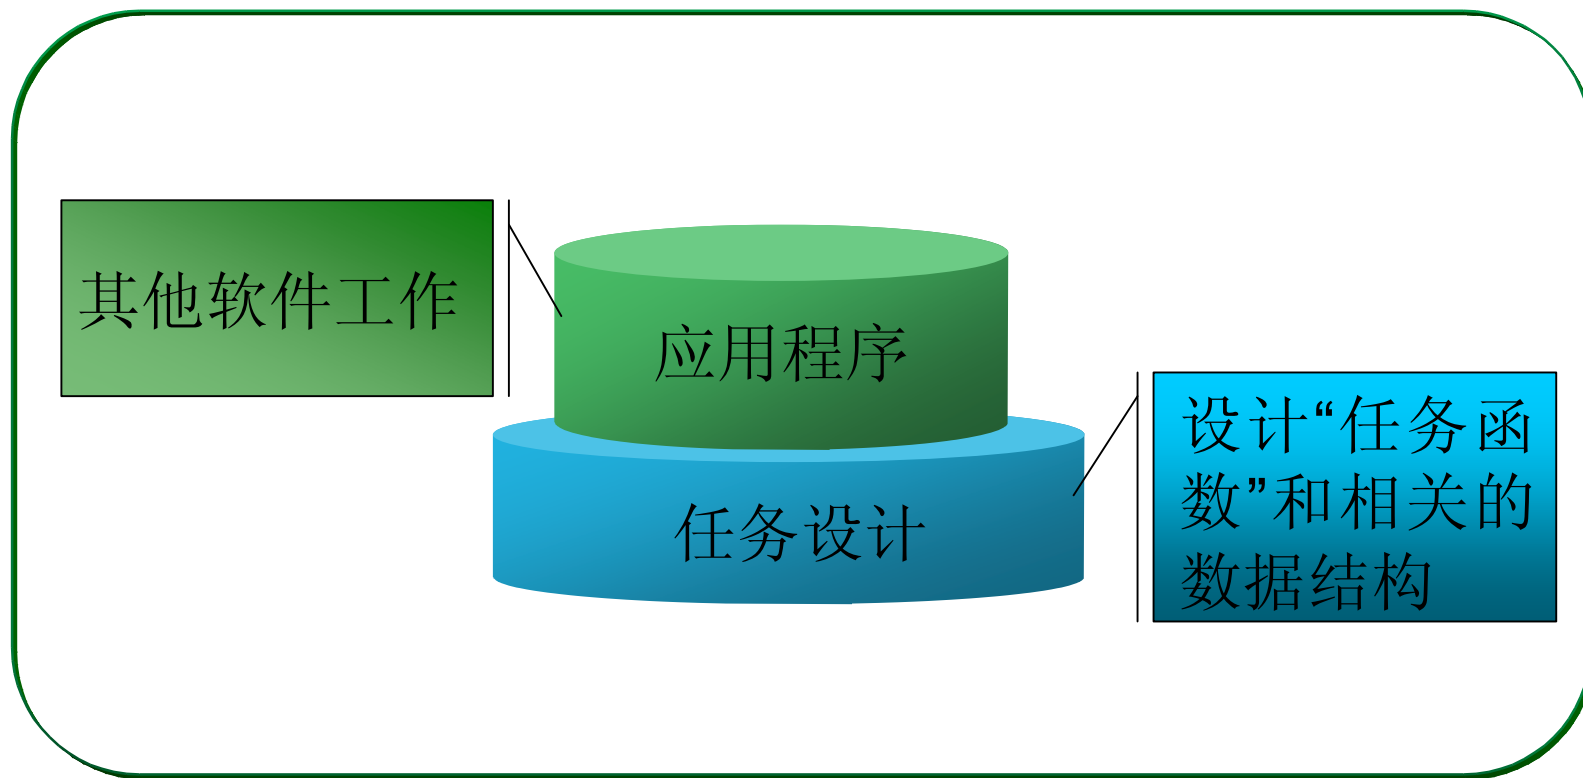 其他软件工作
应用程序
任务设计
设计“任务函
数”和相关的
数据结构